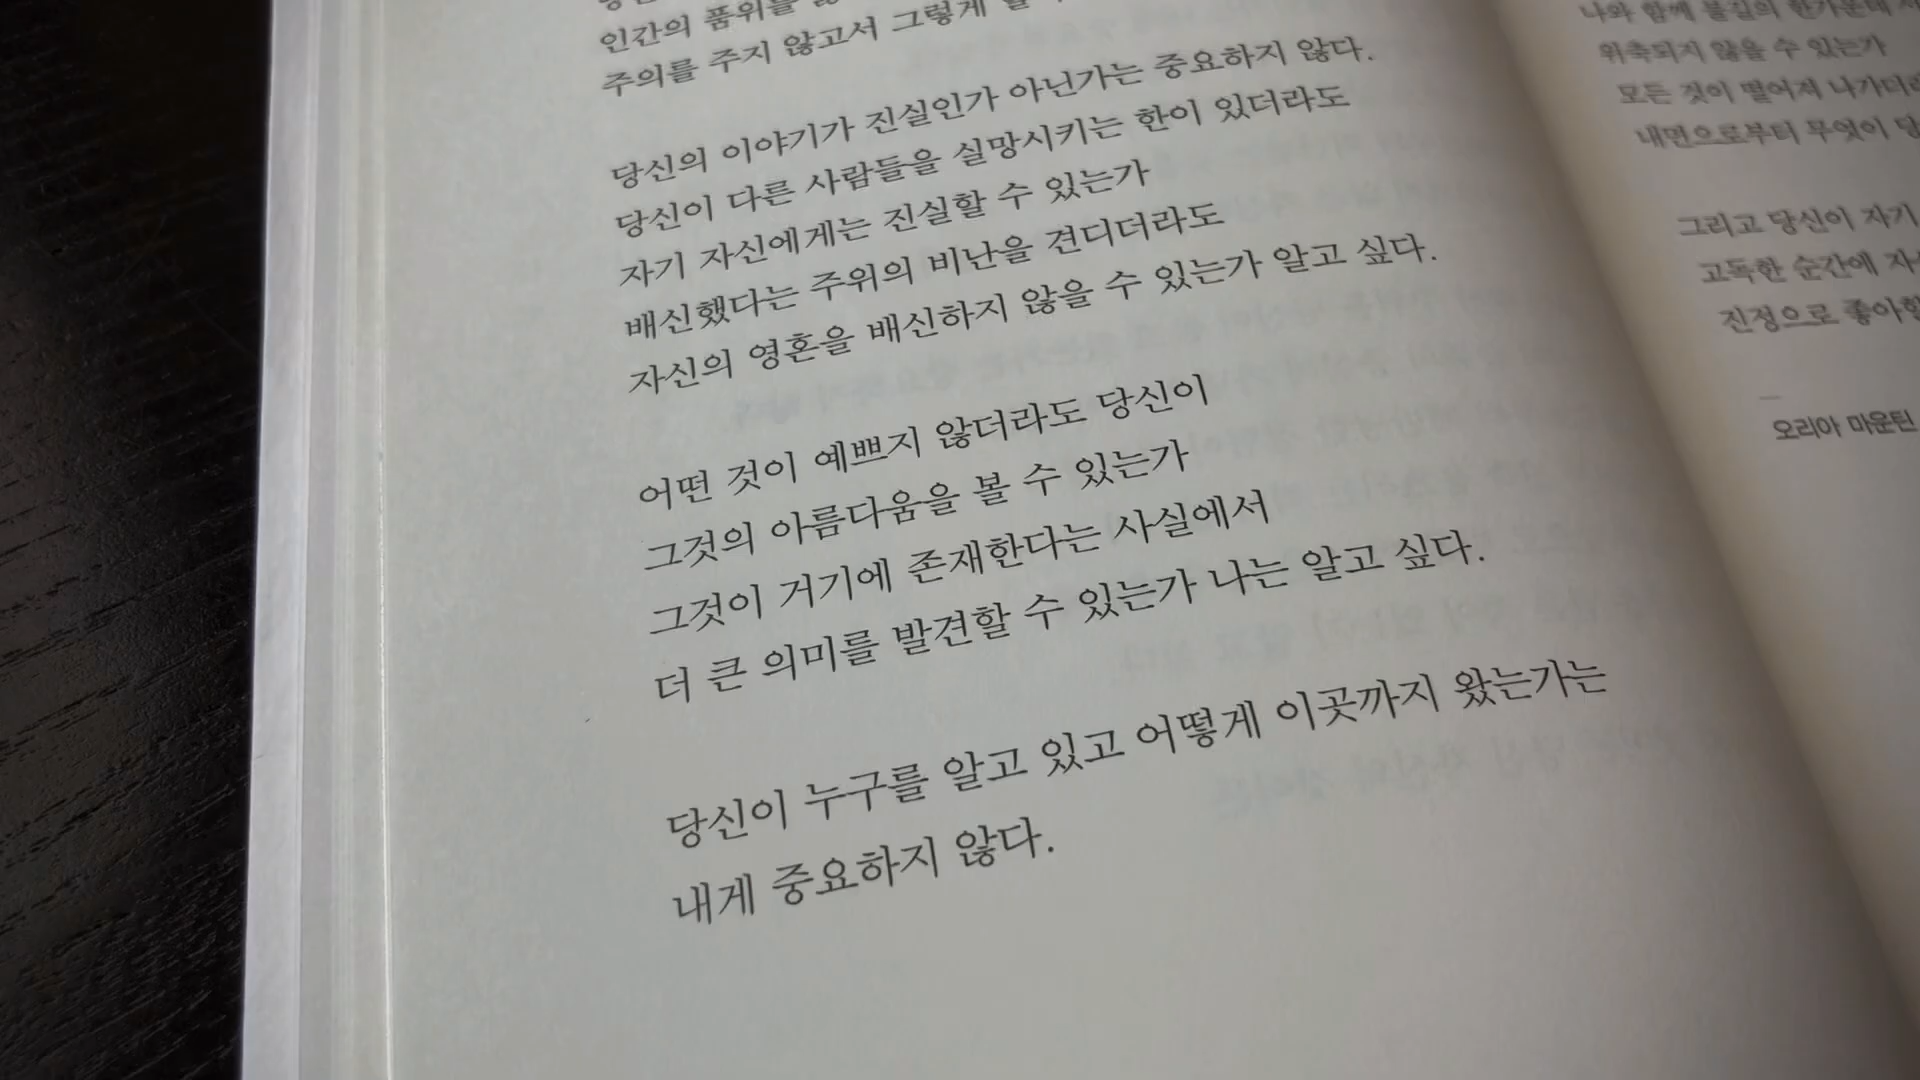 인간의 품위를
주의를 주지 않고서 그렇게
당신의 이야기가 진실인가 아닌가는 중요하지 않다.
당신이 다른 사람들을 실망시키는 한이 있더라도
자기 자신에게는 진실할 수 있는가
배신했다는 주위의 비난을 견디더라도
자신의 영혼을 배신하지 않을 수 있는가 알고 싶다.
어떤 것이 예쁘지 않더라도 당신이
그것의 아름다움을 볼 수 있는가
그것이 거기에 존재한다는 사실에서
더 큰 의미를 발견할 수 있는가 나는 알고 싶다.
당신이 누구를 알고 있고 어떻게 이곳까지 왔는가는
내게 중요하지 않다.
나와 함께 불길의 한가운데
위축되지 않을 수 있는가
모든 것이 떨어져
내면으로부터 무엇이
그리고 당신이 자기
고독한 순간에
진정으로
오리아 마운틴